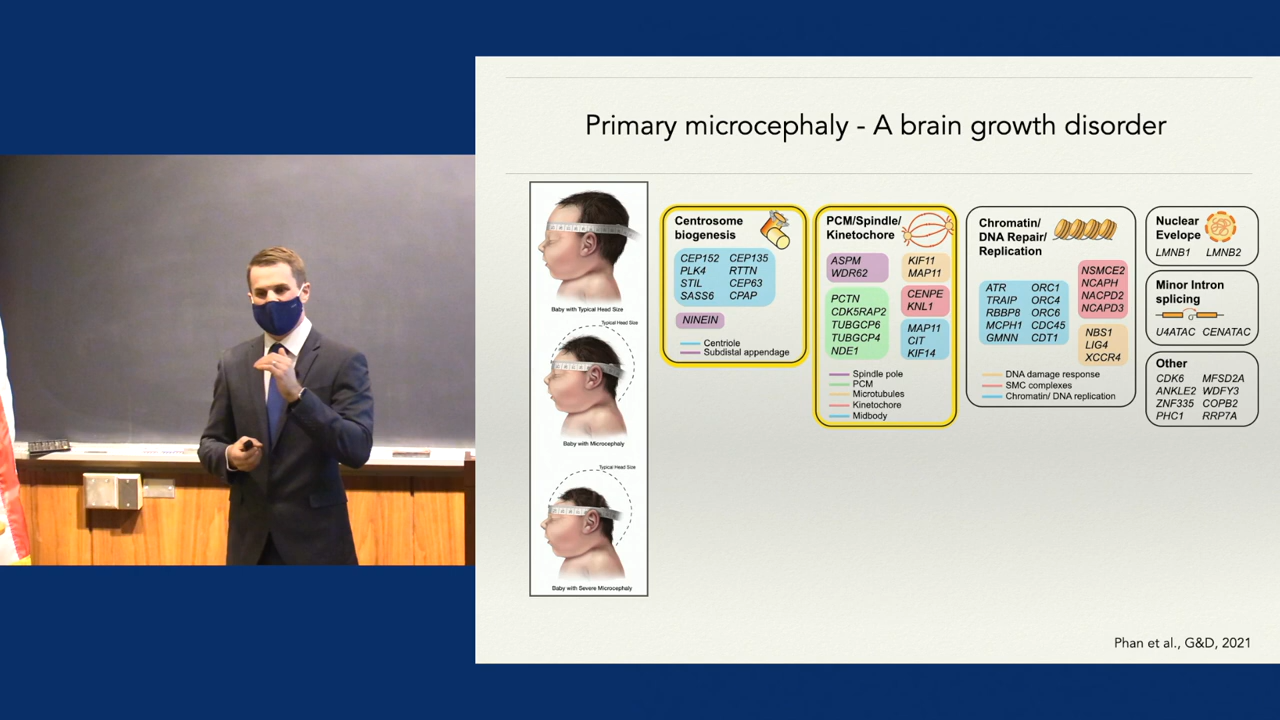 Primary microcephaly - A brain growth disorder
Baby with Typical Head Size
Typical Head Size
Baby with Microcephaly
Typical Head Size
Baby with Severe Microcephaly
Centrosome
biogenesis
CEP152 CEP135
PLK4 RTTN
STIL CEP63
SASS6 CPAP
NINEIN
Centriole
Subdistal appendage
PCM/Spindle/
Kinetochore
ASPM
WDR62
KIF11
MAP11
PCTN
CDK5RAP2
TUBGCP6
TUBGCP4
NDE1
CENPE
KNL1
MAP11
CIT
KIF14
Spindle pole
PCM
Microtubules
Kinetochore
Midbody
Chromatin/
DNA Repair/
Replication
ATR ORC1
TRAIP ORC4
RBBP8 ORC6
MCPH1 CDC45
GMNN CDT1
NSMCE2
NCAPH
NACPD2
NCAPD3
NBS1
LIG4
XCCR4
DNA damage response
SMC complexes
Chromatin/ DNA replication
Nuclear
Evelope
LMNB1 LMNB2
Minor Intron
splicing
U4ATAC CENATAC
Other
CDK6 MFSD2A
ANKLE2 WDFY3
ZNF335 COPB2
PHC1 RRP7A
Phan et al., G&D, 2021